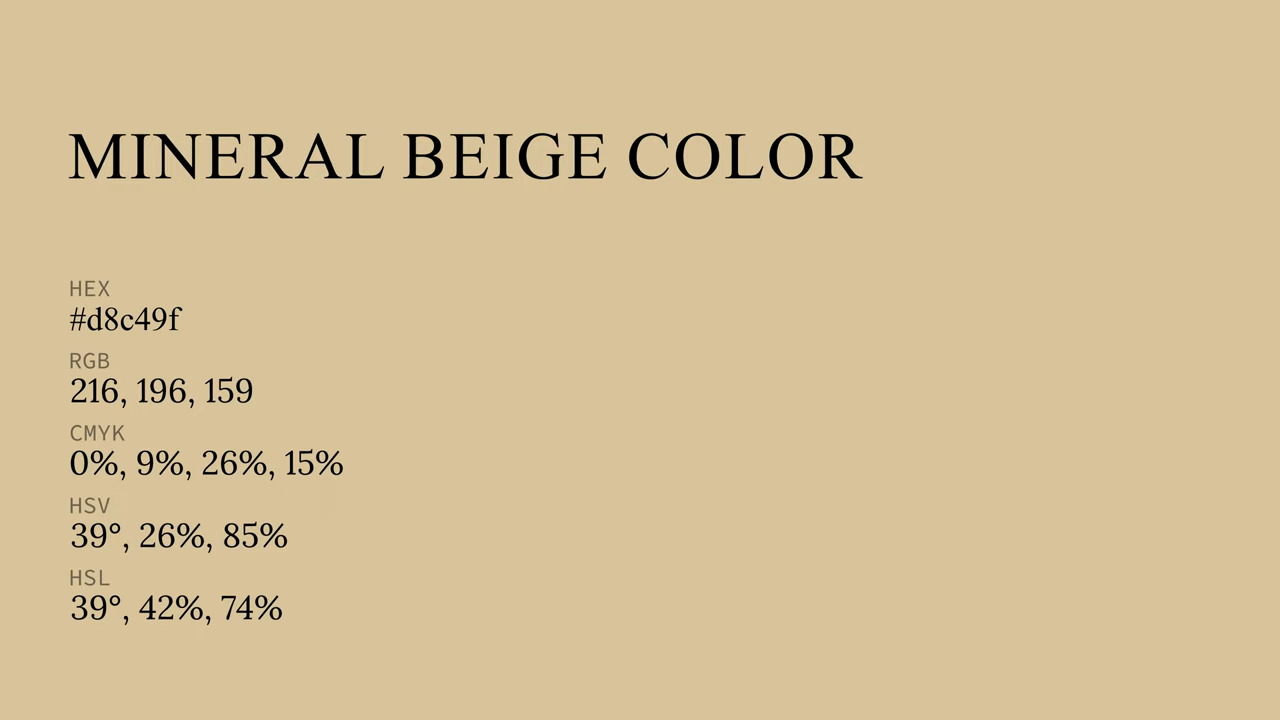 MINERAL BEIGE COLOR
HEX
#d8c49f
RGB
216, 196, 159
CMYK
0%, 9%, 26%, 15%
HSV
39°, 26%, 85%
HSL
39°, 42%, 74%